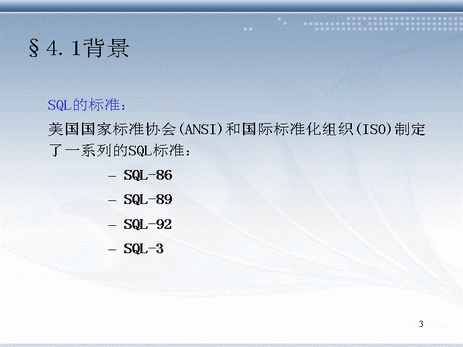 §4.1背景
SQL的标准：
美国国家标准协会(ANSI)和国际标准化组织(ISO)制定
了一系列的SQL标准：
– SQL-86
– SQL-89
– SQL-92
– SQL-3
3